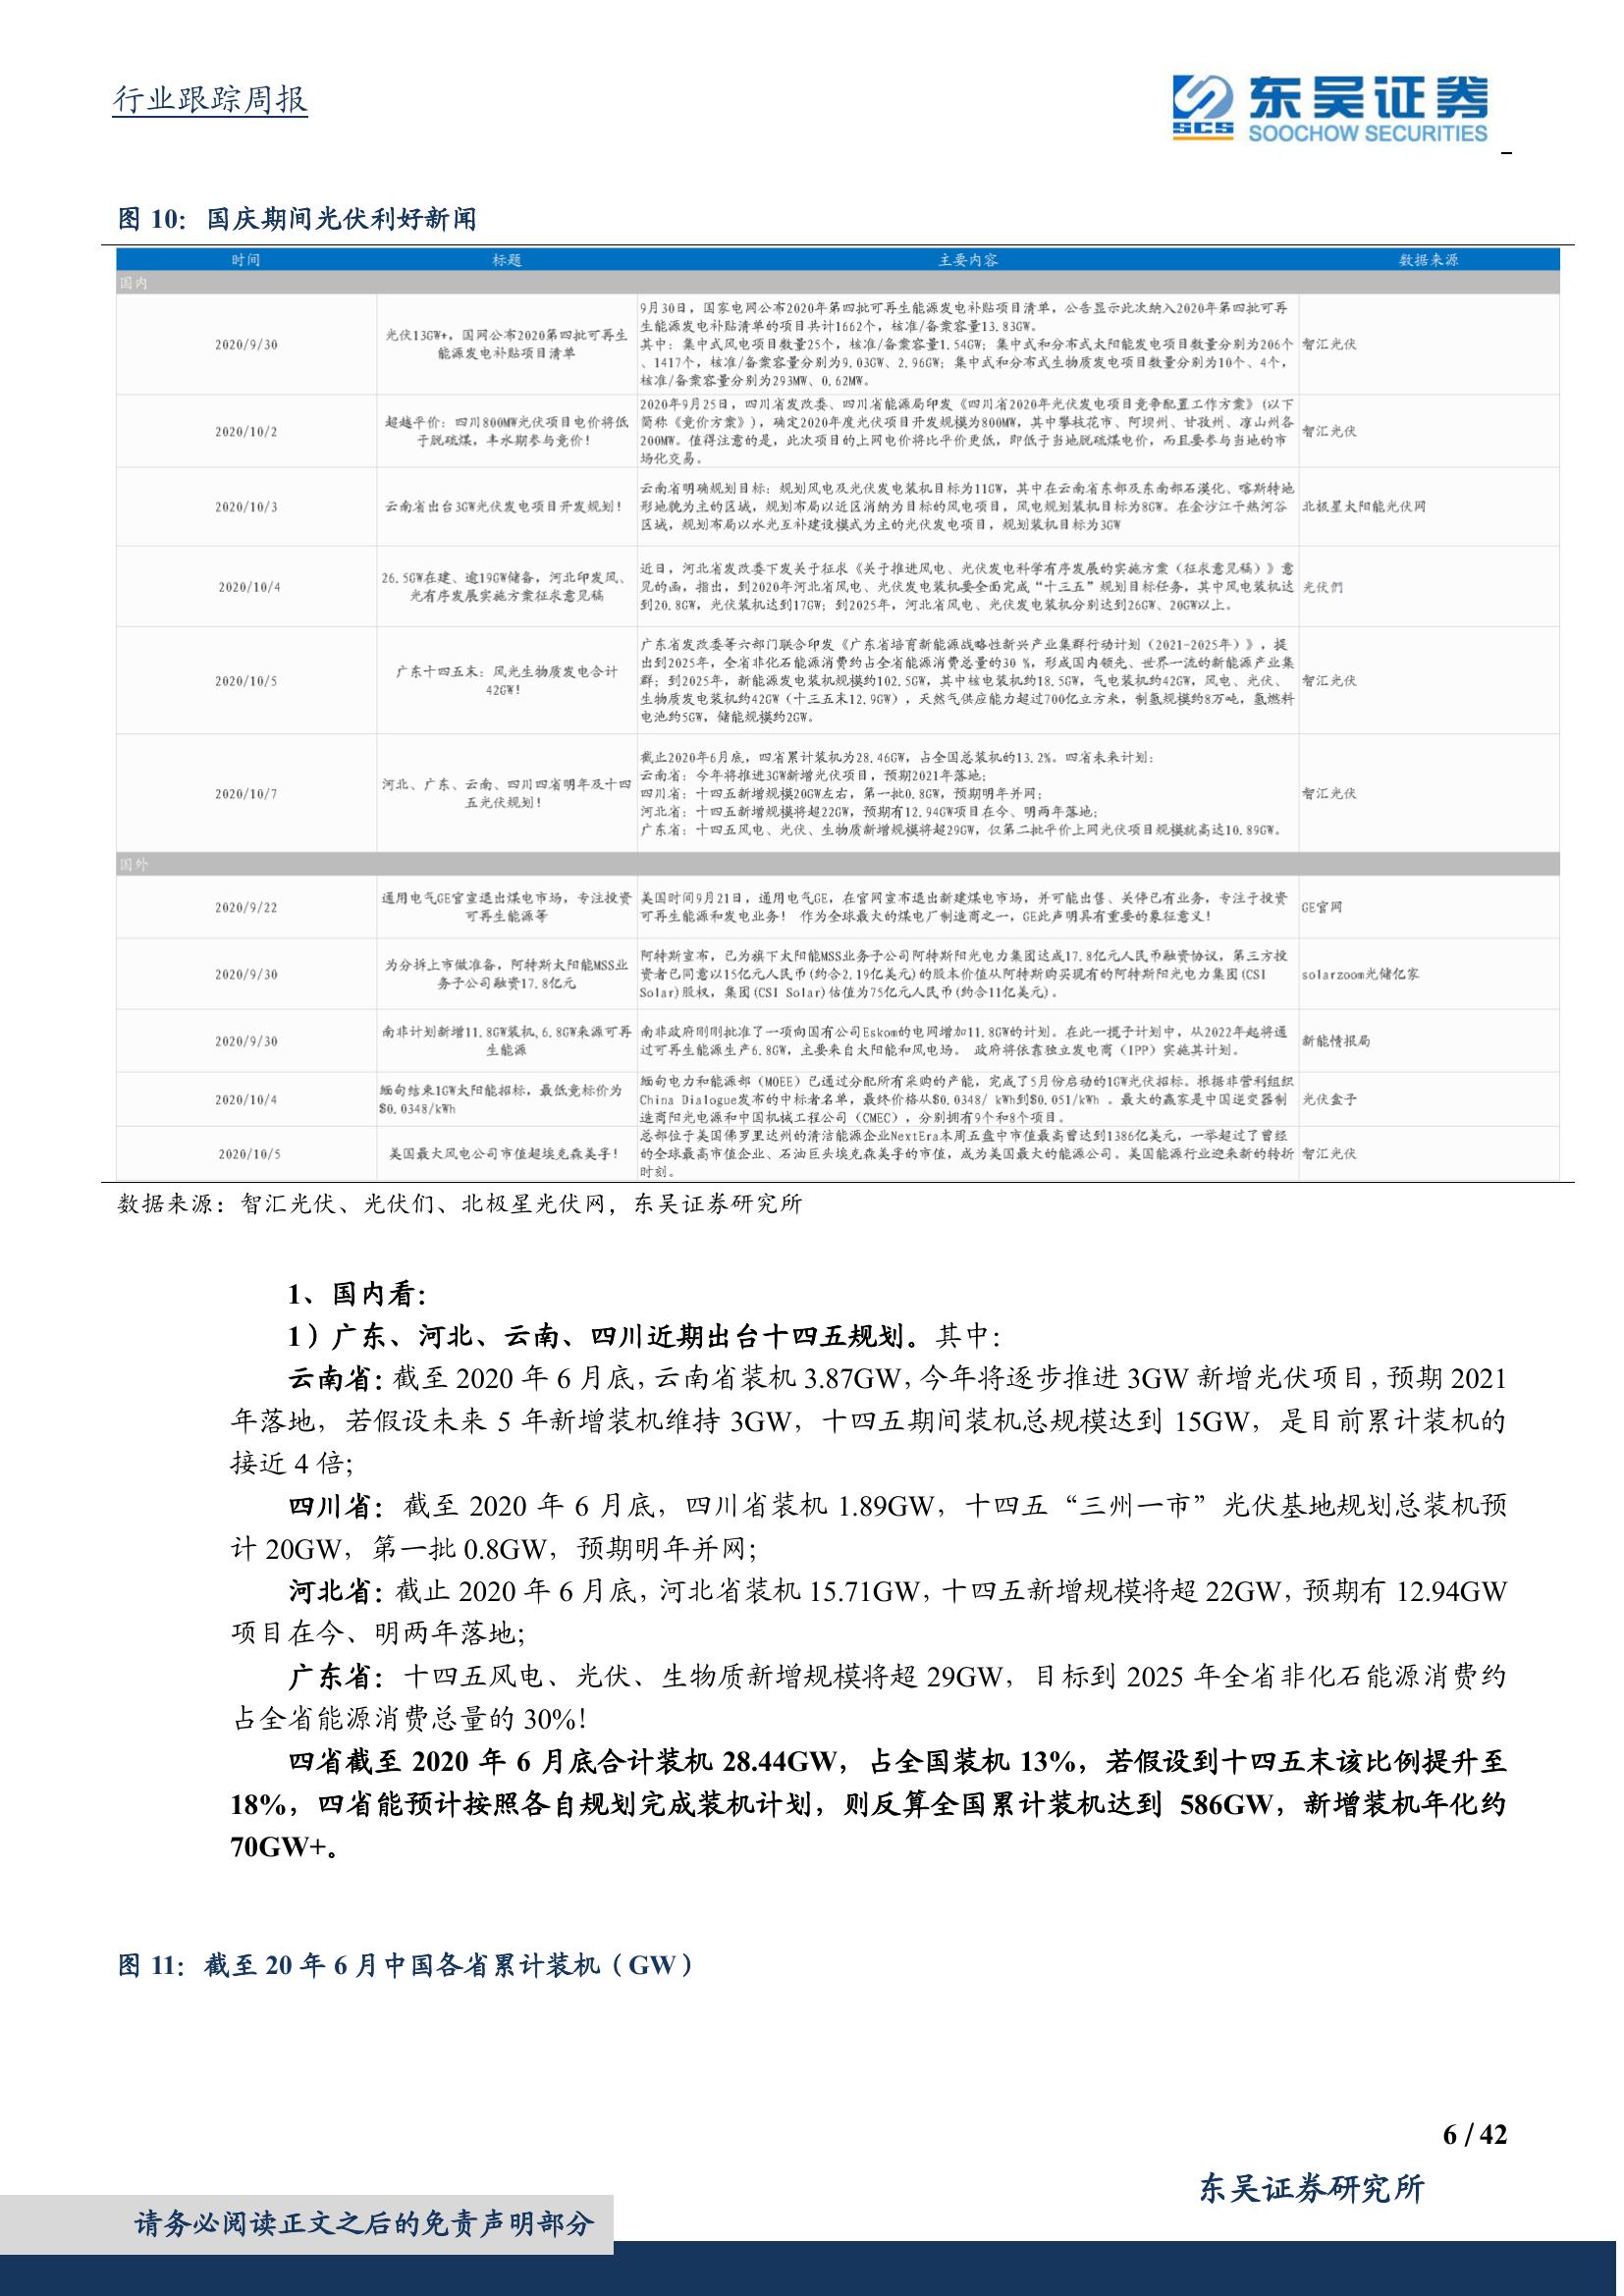 行业跟踪周报
SCS
东吴证券
SOOCHOW SECURITIES
图 10：国庆期间光伏利好新闻
时间 标题 主要内容 数据来源
国内
2020/9/30
光伏13GW+，国网公布2020第四批可再生
能源发电补贴项目清单
9月30日，国家电网公布2020年第四批可再生能源发电补贴项目清单，公告显示此次纳入2020年第四批可再
生能源发电补贴清单的项目共计1662个，核准/备案容量13.83GW。
其中：集中式风电项目数量25个，核准/备案容量1.54GW；集中式和分布式太阳能发电项目数量分别为206个
、1417个，核准/备案容量分别为9.03GW、2.96GW；集中式和分布式生物质发电项目数量分别为10个、4个，
核准/备案容量分别为293MW、0.62MW。
智汇光伏
2020/10/2
超越平价：四川800MW光伏项目电价将低
于脱硫煤，丰水期参与竞价！
2020年9月25日，四川省发改委、四川省能源局印发《四川省2020年光伏发电项目竞争配置工作方案》(以下
简称《竞价方案》)，确定2020年度光伏项目开发规模为800MW，其中攀枝花市、阿坝州、甘孜州、凉山州各
200MW。值得注意的是，此次项目的上网电价将比平价更低，即低于当地脱硫煤电价，而且要参与当地的市
场化交易。
智汇光伏
2020/10/3
云南省出台3GW光伏发电项目开发规划！
云南省明确规划目标：规划风电及光伏发电装机目标为11GW，其中在云南省东部及东南部石漠化、喀斯特地
形地貌为主的区域，规划布局以近区消纳为目标的风电项目，风电规划装机目标为8GW。在金沙江干热河谷
区域，规划布局以水光互补建设模式为主的光伏发电项目，规划装机目标为3GW
北极星太阳能光伏网
2020/10/4
26.5GW在建、逾19GW储备，河北印发风、
光有序发展实施方案征求意见稿
近日，河北省发改委下发关于征求《关于推进风电、光伏发电科学有序发展的实施方案（征求意见稿）》意
见的函，指出，到2020年河北省风电、光伏发电装机要全面完成“十三五”规划目标任务，其中风电装机达
到20.8GW，光伏装机达到17GW；到2025年，河北省风电、光伏发电装机分别达到26GW、20GW以上。
光伏們
2020/10/5
广东十四五末：风光生物质发电合计
42GW！
广东省发改委等六部门联合印发《广东省培育新能源战略性新兴产业集群行动计划（2021-2025年）》，提
出到2025年，全省非化石能源消费约占全省能源消费总量的30 %，形成国内领先、世界一流的新能源产业集
群；到2025年，新能源发电装机规模约102.5GW，其中核电装机约18.5GW，气电装机约42GW，风电、光伏、
生物质发电装机约42GW（十三五末12.9GW），天然气供应能力超过700亿立方米，制氢规模约8万吨，氢燃料
电池约5GW，储能规模约2GW。
智汇光伏
2020/10/7
河北、广东、云南、四川四省明年及十四
五光伏规划！
截止2020年6月底，四省累计装机为28.46GW，占全国总装机的13.2%。四省未来计划：
云南省：今年将推进3GW新增光伏项目，预期2021年落地；
四川省：十四五新增规模20GW左右，第一批0.8GW，预期明年并网；
河北省：十四五新增规模将超22GW，预期有12.94GW项目在今、明两年落地；
广东省：十四五风电、光伏、生物质新增规模将超29GW，仅第二批平价上网光伏项目规模就高达10.89GW。
智汇光伏
国外
2020/9/22
通用电气GE官宣退出煤电市场，专注投资
可再生能源等
美国时间9月21日，通用电气GE，在官网宣布退出新建煤电市场，并可能出售、关停已有业务，专注于投资
可再生能源和发电业务！ 作为全球最大的煤电厂制造商之一，GE此声明具有重要的象征意义！
GE官网
2020/9/30
为分拆上市做准备，阿特斯太阳能MSS业
务子公司融资17.8亿元
阿特斯宣布，已为旗下太阳能MSS业务子公司阿特斯阳光电力集团达成17.8亿元人民币融资协议，第三方投
资者已同意以15亿元人民币(约合2.19亿美元)的股本价值从阿特斯购买现有的阿特斯阳光电力集团(CSI
Solar)股权，集团(CSI Solar)估值为75亿元人民币(约合11亿美元)。
solarzoom光储亿家
2020/9/30
南非计划新增11.8GW装机,6.8GW来源可再
生能源
南非政府刚刚批准了一项向国有公司Eskom的电网增加11.8GW的计划。在此一揽子计划中，从2022年起将通
过可再生能源生产6.8GW，主要来自太阳能和风电场。 政府将依靠独立发电商（IPP）实施其计划。
新能情报局
2020/10/4
缅甸结束1GW太阳能招标，最低竞标价为
$0.0348/kWh
缅甸电力和能源部（MOEE）已通过分配所有采购的产能，完成了5月份启动的1GW光伏招标。根据非营利组织
China Dialogue发布的中标者名单，最终价格从$0.0348/ kWh到$0.051/kWh 。最大的赢家是中国逆变器制
造商阳光电源和中国机械工程公司（CMEC），分别拥有9个和8个项目。
光伏盒子
2020/10/5
美国最大风电公司市值超埃克森美孚！
总部位于美国佛罗里达州的清洁能源企业NextEra本周五盘中市值最高曾达到1386亿美元，一举超过了曾经
的全球最高市值企业、石油巨头埃克森美孚的市值，成为美国最大的能源公司。美国能源行业迎来新的转折
时刻。
智汇光伏
数据来源：智汇光伏、光伏们、北极星光伏网，东吴证券研究所
1、国内看：
1）广东、河北、云南、四川近期出台十四五规划。其中：
云南省：截至 2020 年 6 月底，云南省装机 3.87GW，今年将逐步推进 3GW 新增光伏项目，预期 2021
年落地，若假设未来 5 年新增装机维持 3GW，十四五期间装机总规模达到 15GW，是目前累计装机的
接近 4 倍；
四川省：截至 2020 年 6 月底，四川省装机 1.89GW，十四五“三州一市”光伏基地规划总装机预
计 20GW，第一批 0.8GW，预期明年并网；
河北省：截止 2020 年 6 月底，河北省装机 15.71GW，十四五新增规模将超 22GW，预期有 12.94GW
项目在今、明两年落地；
广东省：十四五风电、光伏、生物质新增规模将超 29GW，目标到 2025 年全省非化石能源消费约
占全省能源消费总量的 30%！
四省截至 2020 年 6 月底合计装机 28.44GW，占全国装机 13%，若假设到十四五末该比例提升至
18%，四省能预计按照各自规划完成装机计划，则反算全国累计装机达到 586GW，新增装机年化约
70GW+。
图 11：截至 20 年 6 月中国各省累计装机（GW）
6 / 42
东吴证券研究所
请务必阅读正文之后的免责声明部分